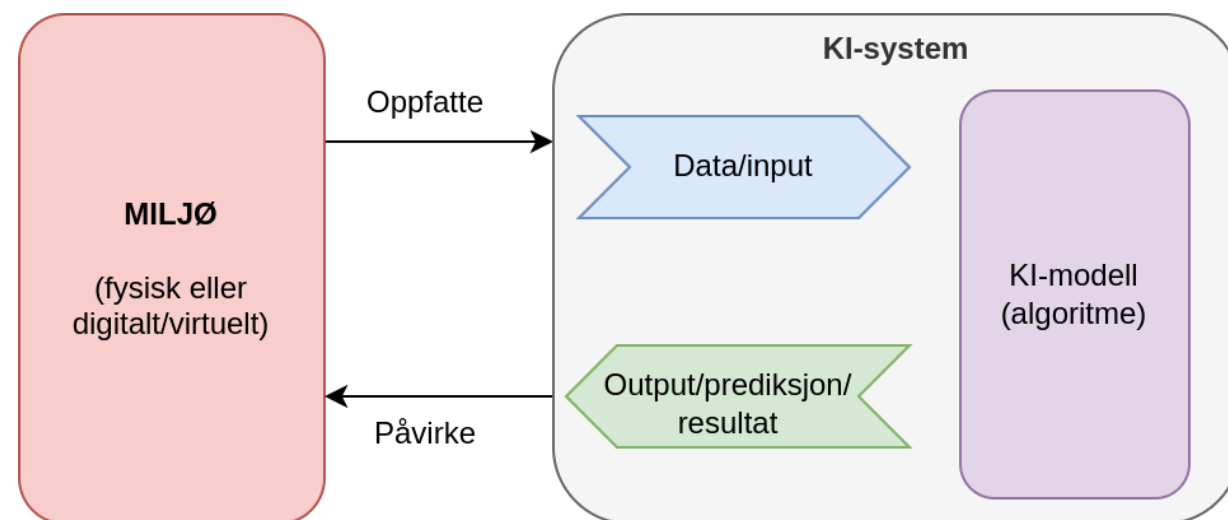 MILJØ
(fysisk eller
digitalt/virtuelt)
Oppfatte
Påvirke
KI-system
Data/input
Output/prediksjon/
resultat
KI-modell
(algoritme)